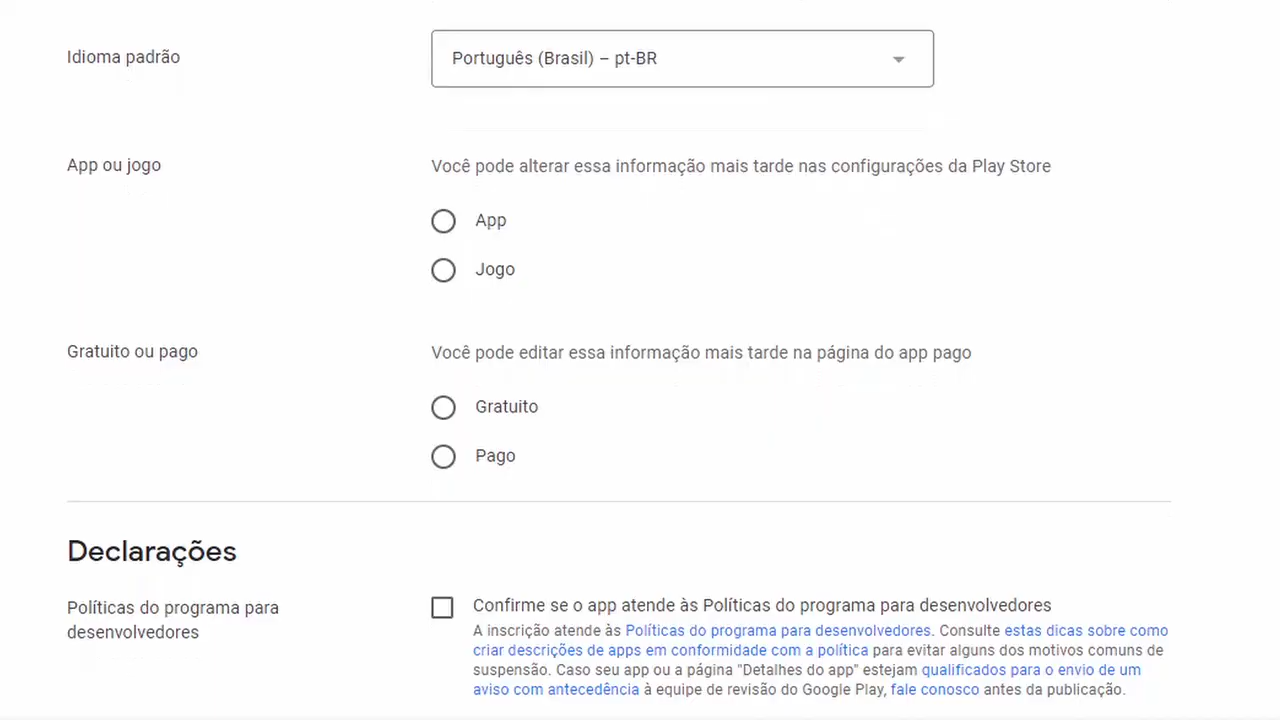 Idioma padrão
Português (Brasil) – pt-BR
App ou jogo
Você pode alterar essa informação mais tarde nas configurações da Play Store
App
Jogo
Gratuito ou pago
Você pode editar essa informação mais tarde na página do app pago
Gratuito
Pago
Declarações
Políticas do programa para
desenvolvedores
Confirme se o app atende às Políticas do programa para desenvolvedores
A inscrição atende às Políticas do programa para desenvolvedores. Consulte estas dicas sobre como
criar descrições de apps em conformidade com a política para evitar alguns dos motivos comuns de
suspensão. Caso seu app ou a página "Detalhes do app" estejam qualificados para o envio de um
aviso com antecedência à equipe de revisão do Google Play, fale conosco antes da publicação.